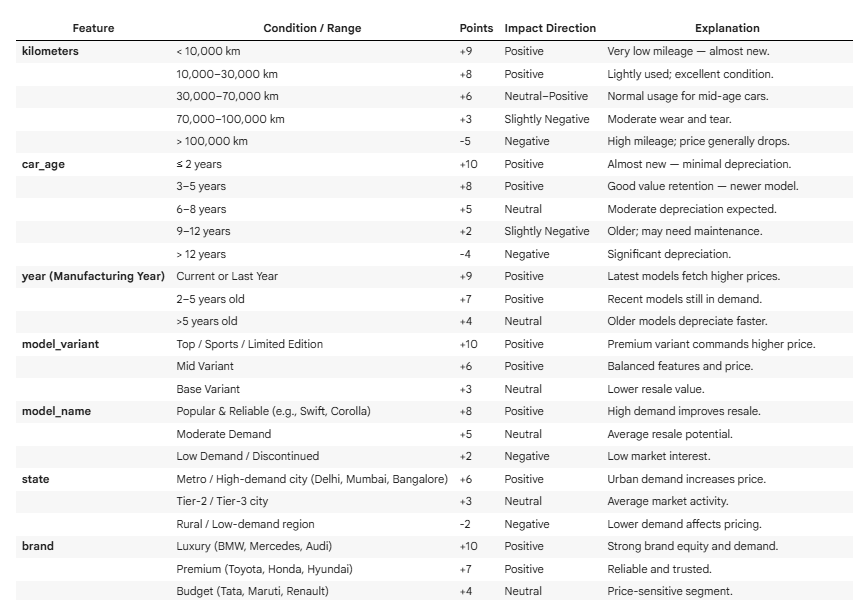 Feature Condition / Range Points Impact Direction Explanation
kilometers < 10,000 km +9 Positive Very low mileage — almost new.
10,000–30,000 km +8 Positive Lightly used; excellent condition.
30,000–70,000 km +6 Neutral–Positive Normal usage for mid-age cars.
70,000–100,000 km +3 Slightly Negative Moderate wear and tear.
> 100,000 km -5 Negative High mileage; price generally drops.
car_age ≤ 2 years +10 Positive Almost new — minimal depreciation.
3–5 years +8 Positive Good value retention — newer model.
6–8 years +5 Neutral Moderate depreciation expected.
9–12 years +2 Slightly Negative Older; may need maintenance.
> 12 years -4 Negative Significant depreciation.
year (Manufacturing Year) Current or Last Year +9 Positive Latest models fetch higher prices.
2–5 years old +7 Positive Recent models still in demand.
>5 years old +4 Neutral Older models depreciate faster.
model_variant Top / Sports / Limited Edition +10 Positive Premium variant commands higher price.
Mid Variant +6 Positive Balanced features and price.
Base Variant +3 Neutral Lower resale value.
model_name Popular & Reliable (e.g., Swift, Corolla) +8 Positive High demand improves resale.
Moderate Demand +5 Neutral Average resale potential.
Low Demand / Discontinued +2 Negative Low market interest.
state Metro / High-demand city (Delhi, Mumbai, Bangalore) +6 Positive Urban demand increases price.
Tier-2 / Tier-3 city +3 Neutral Average market activity.
Rural / Low-demand region -2 Negative Lower demand affects pricing.
brand Luxury (BMW, Mercedes, Audi) +10 Positive Strong brand equity and demand.
Premium (Toyota, Honda, Hyundai) +7 Positive Reliable and trusted.
Budget (Tata, Maruti, Renault) +4 Neutral Price-sensitive segment.